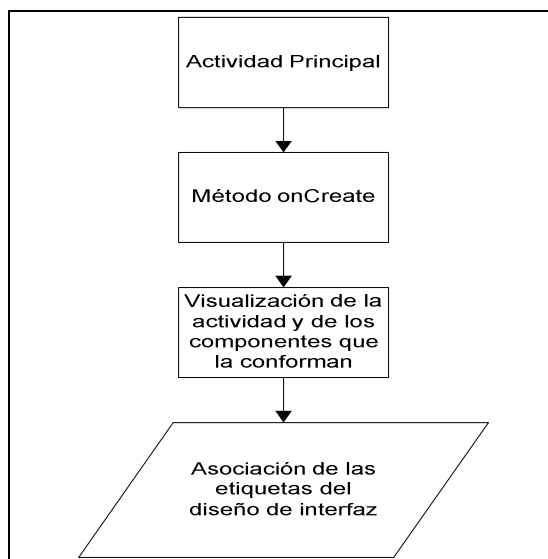 Actividad Principal
Método onCreate
Visualización de la
actividad y de los
componentes que
la conforman
Asociación de las
etiquetas del
diseño de interfaz